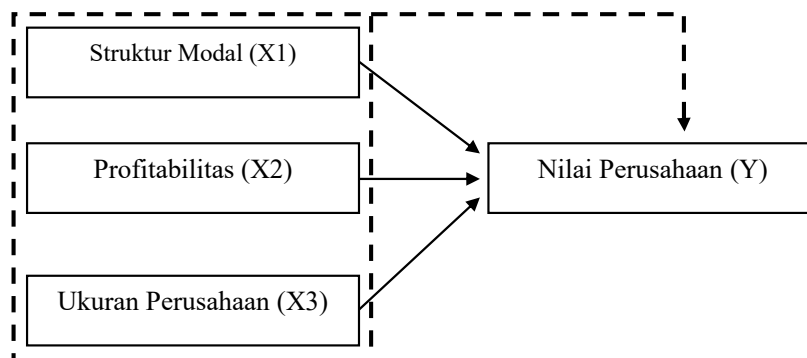 Struktur Modal (X1)
Profitabilitas (X2)
Nilai Perusahaan (Y)
Ukuran Perusahaan (X3)